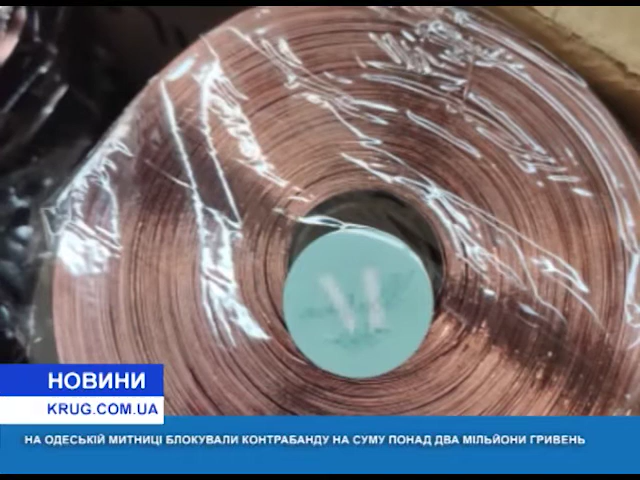 НОВИНИ
KRUG.COM.UA
НА ОДЕСЬКІЙ МИТНИЦІ БЛОКУВАЛИ КОНТРАБАНДУ НА СУМУ ПОНАД ДВА МІЛЬЙОНИ ГРИВЕНЬ